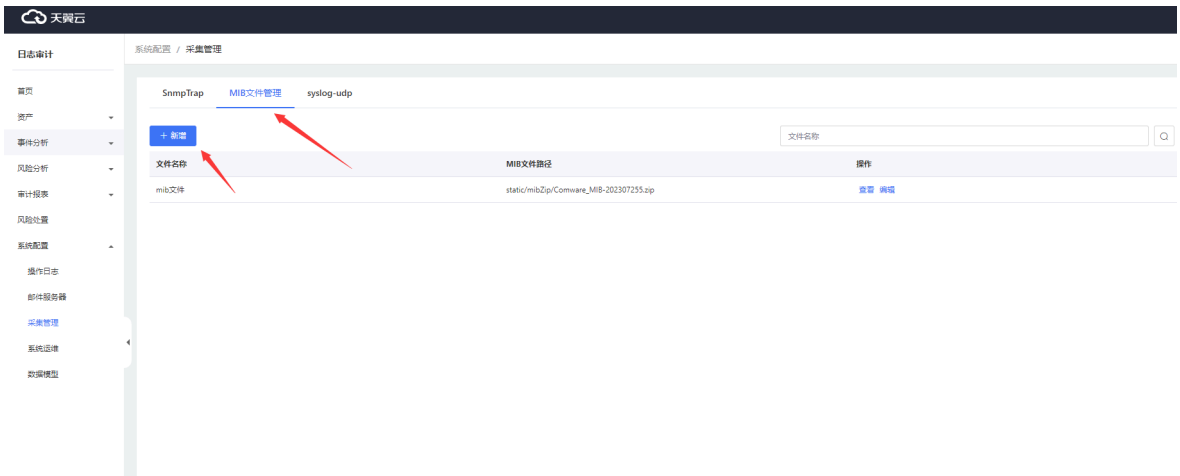 天翼云
日志审计
系统配置 / 采集管理
首页
资产
事件分析
风险分析
审计报表
风险处置
系统配置
操作日志
邮件服务器
采集管理
系统运维
数据模型
SnmpTrap MIB文件管理 syslog-udp
+ 新增 文件名称
文件名称 MIB文件路径 操作
mib文件 static/mibZip/Comware_MIB-202307255.zip 查看 编辑